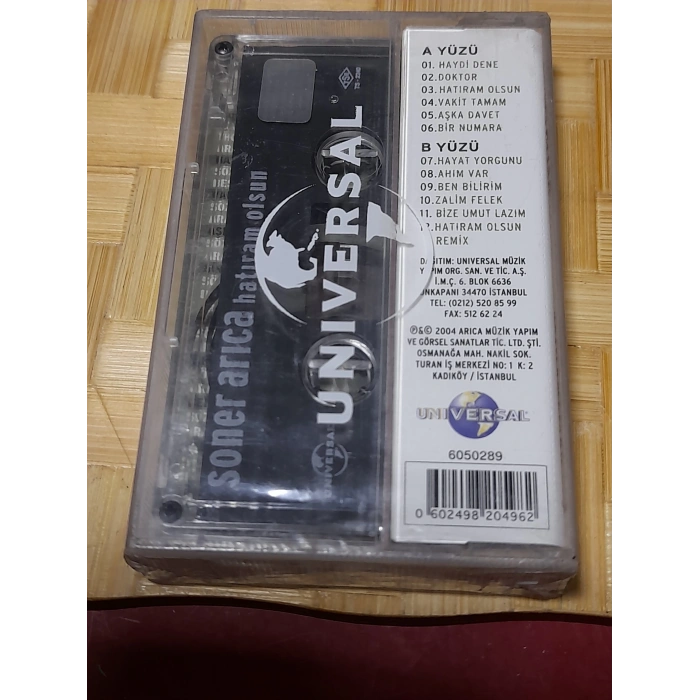 soner arıca hatıram olsun
UNIVERSAL
UNIVERSAL
TSE
A YÜZÜ
01. HAYDİ DENE
02. DOKTOR
03. HATIRAM OLSUN
04. VAKİT TAMAM
05. AŞKA DAVET
06. BİR NUMARA
B YÜZÜ
07. HAYAT YORGUNU
08. AHIM VAR
09. BEN BİLİRİM
10. ZALİM FELEK
11. BİZE UMUT LAZIM
HATIRAM OLSUN
REMIX
DAĞITIM: UNIVERSAL MÜZİK
YAPIM ORG. SAN. VE TİC. A.Ş.
İ.M.Ç. 6. BLOK 6636
UNKAPANI 34470 İSTANBUL
TEL: (0212) 520 85 99
FAX: 512 62 24
℗&© 2004 ARICA MÜZİK YAPIM
VE GÖRSEL SANATLAR TİC. LTD. ŞTİ.
OSMANAĞA MAH. NAKİL SOK.
TURAN İŞ MERKEZİ NO: 1 K: 2
KADIKÖY / İSTANBUL
UNIVERSAL
6050289
0 602498 204962